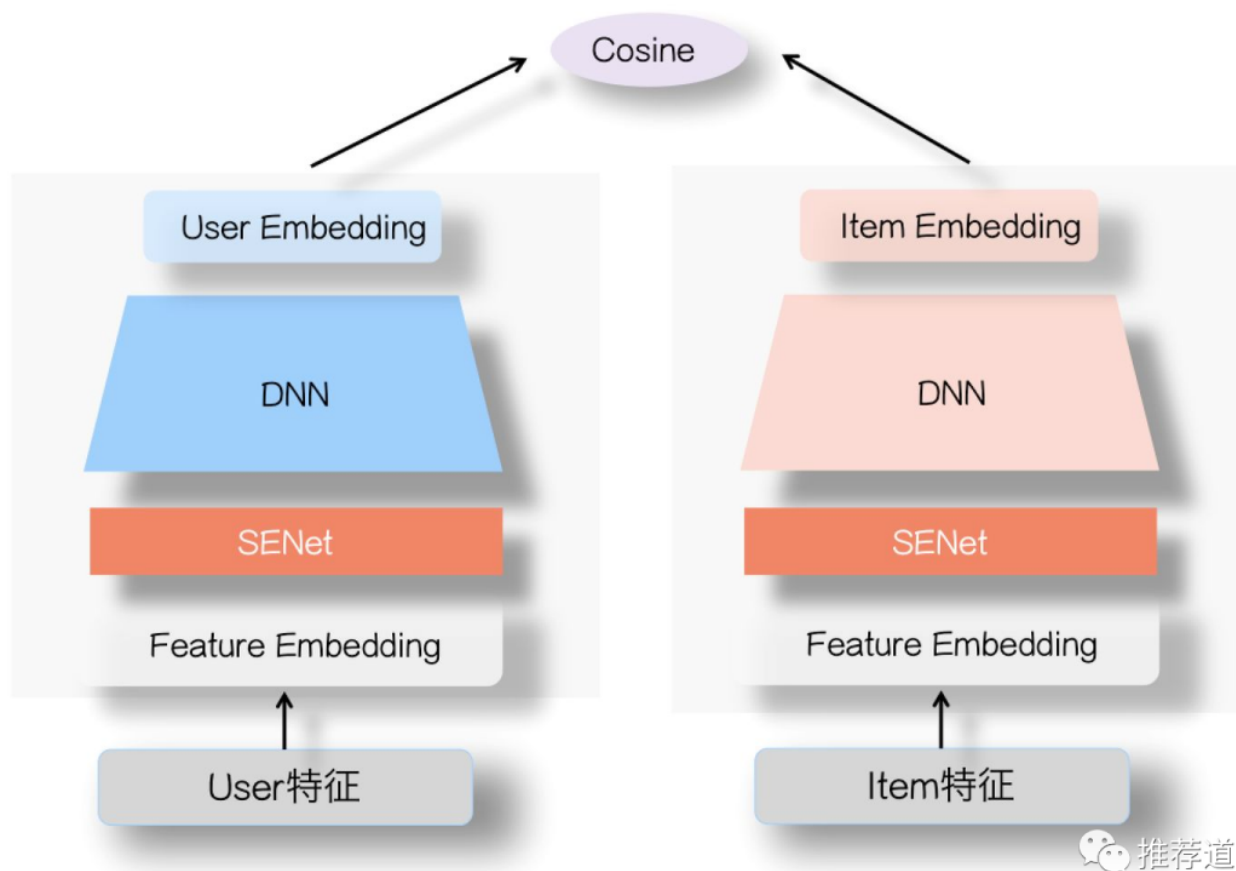 Cosine
User Embedding
Item Embedding
DNN
DNN
SENet
SENet
Feature Embedding
Feature Embedding
User特征
Item特征
推荐道